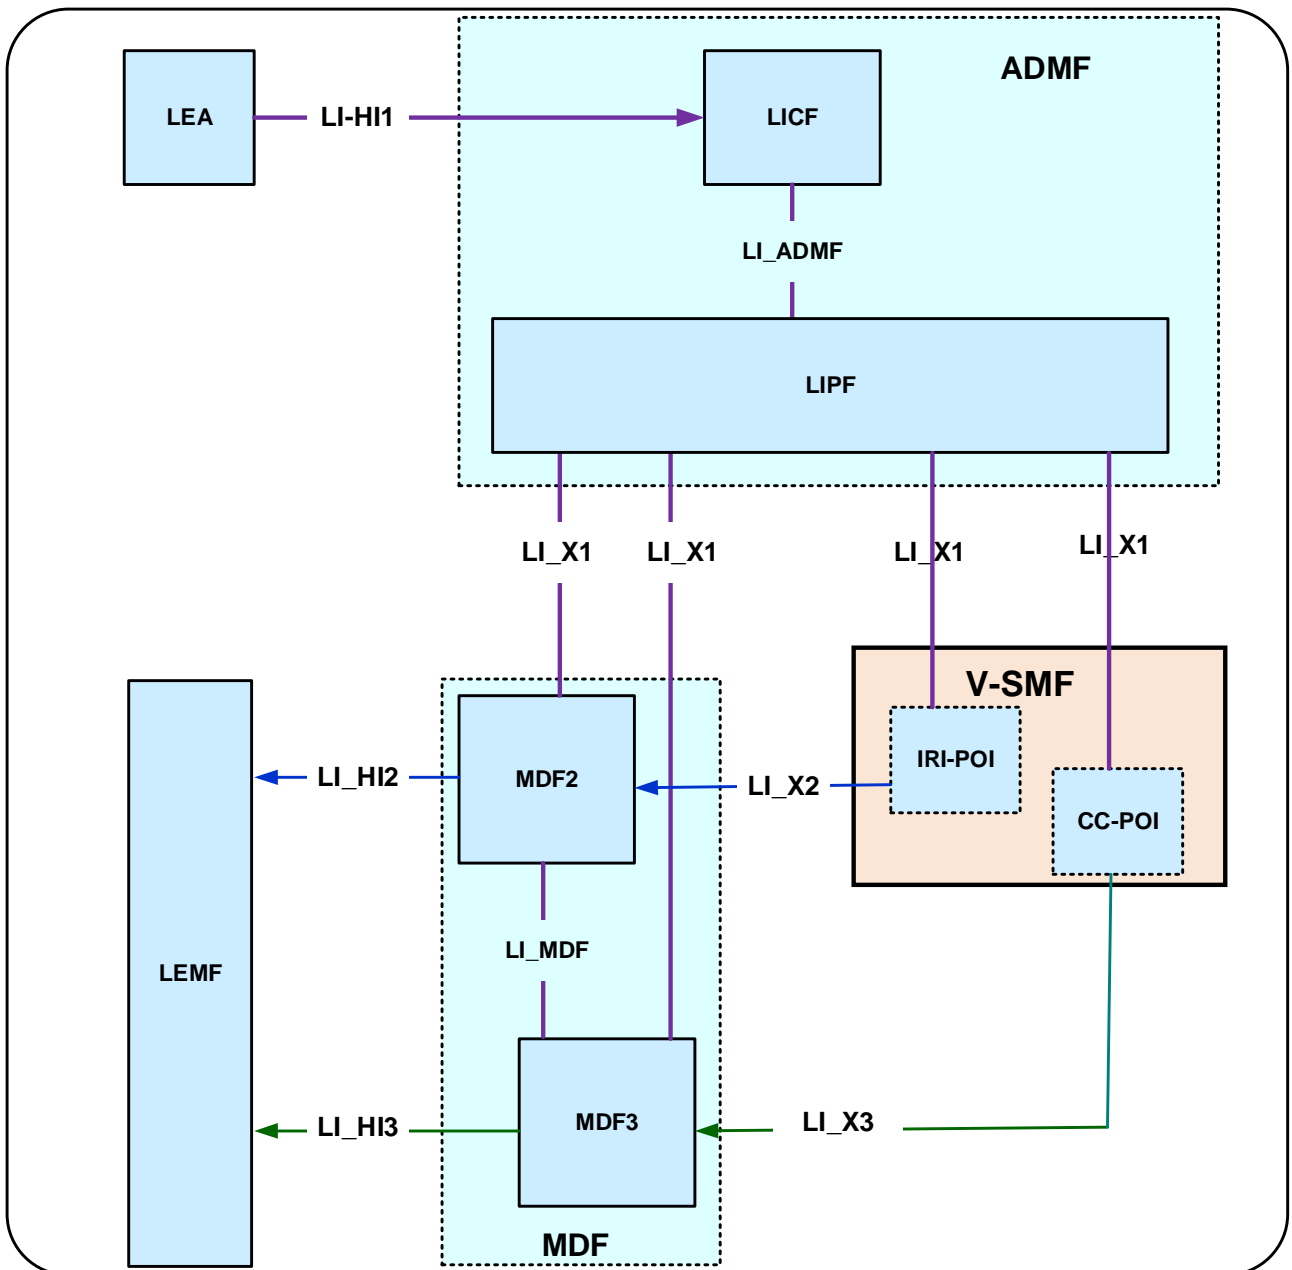 ADMF
LEA
LI-HI1
LICF
LI_ADMF
LIPF
LI_X1
LI_X1
LI_X1
LI_X1
V-SMF
IRI-POI
MDF2
LI_HI2
LI_X2
CC-POI
LI_MDF
LEMF
MDF3
LI_HI3
LI_X3
MDF